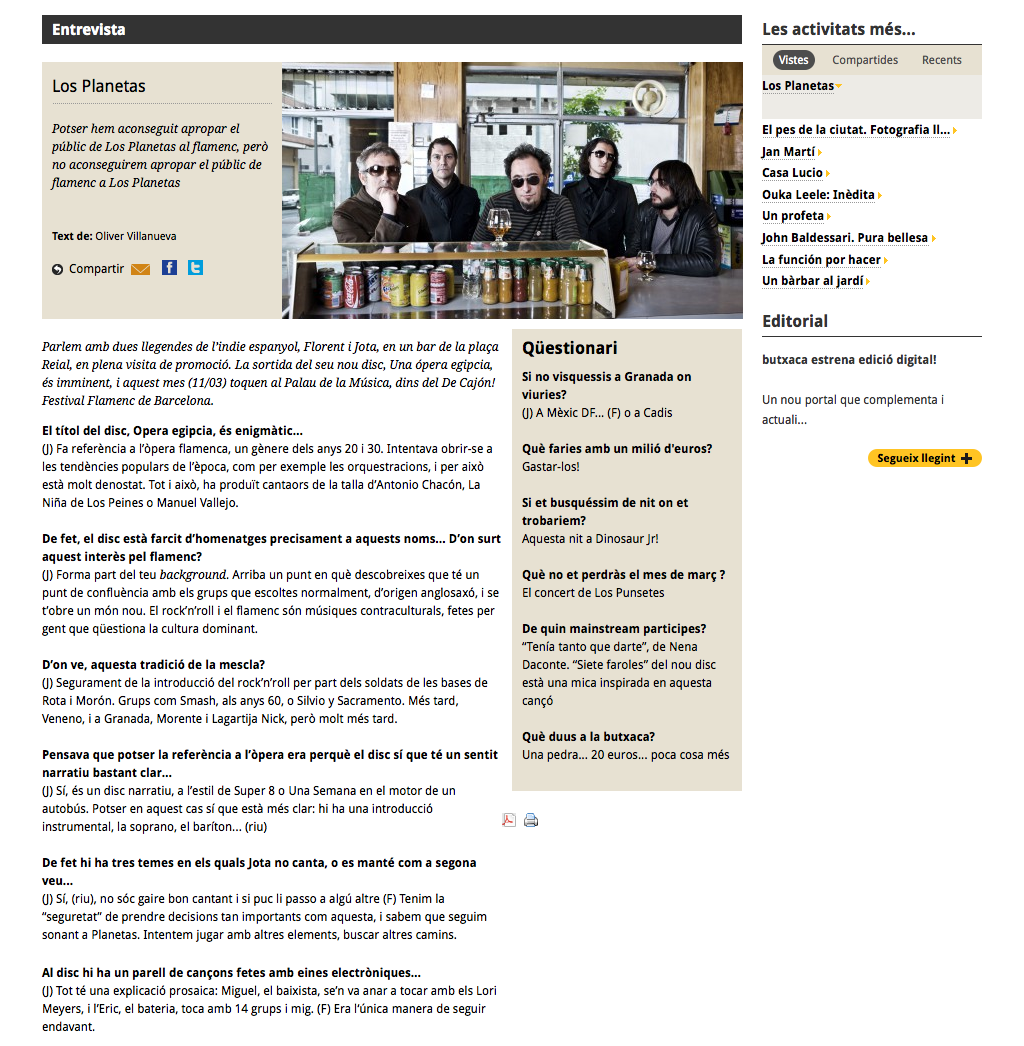 Entrevista
Los Planetas
Potser hem aconseguit apropar el
públic de Los Planetas al flamenc, però
no aconseguirem apropar el públic de
flamenc a Los Planetas
Text de: Oliver Villanueva
Compartir
Parlem amb dues llegendes de l’indie espanyol, Florent i Jota, en un bar de la plaça
Reial, en plena visita de promoció. La sortida del seu nou disc, Una ópera egipcia,
és imminent, i aquest mes (11/03) toquen al Palau de la Música, dins del De Cajón!
Festival Flamenc de Barcelona.
El títol del disc, Opera egipcia, és enigmàtic...
(J) Fa referència a l’òpera flamenca, un gènere dels anys 20 i 30. Intentava obrir-se a
les tendències populars de l’època, com per exemple les orquestracions, i per això
està molt denostat. Tot i això, ha produït cantaors de la talla d’Antonio Chacón, La
Niña de Los Peines o Manuel Vallejo.
De fet, el disc està farcit d’homenatges precisament a aquests noms... D’on surt
aquest interès pel flamenc?
(J) Forma part del teu background. Arriba un punt en què descobreixes que té un
punt de confluència amb els grups que escoltes normalment, d’origen anglosaxó, i se
t’obre un món nou. El rock’n’roll i el flamenc són músiques contraculturals, fetes per
gent que qüestiona la cultura dominant.
D’on ve, aquesta tradició de la mescla?
(J) Segurament de la introducció del rock’n’roll per part dels soldats de les bases de
Rota i Morón. Grups com Smash, als anys 60, o Silvio y Sacramento. Més tard,
Veneno, i a Granada, Morente i Lagartija Nick, però molt més tard.
Pensava que potser la referència a l’òpera era perquè el disc sí que té un sentit
narratiu bastant clar...
(J) Sí, és un disc narratiu, a l’estil de Super 8 o Una Semana en el motor de un
autobús. Potser en aquest cas sí que està més clar: hi ha una introducció
instrumental, la soprano, el baríton... (riu)
De fet hi ha tres temes en els quals Jota no canta, o es manté com a segona
veu...
(J) Sí, (riu), no sóc gaire bon cantant i si puc li passo a algú altre (F) Tenim la
“seguretat” de prendre decisions tan importants com aquesta, i sabem que seguim
sonant a Planetas. Intentem jugar amb altres elements, buscar altres camins.
Al disc hi ha un parell de cançons fetes amb eines electròniques...
(J) Tot té una explicació prosaica: Miguel, el baixista, se’n va anar a tocar amb els Lori
Meyers, i l’Eric, el bateria, toca amb 14 grups i mig. (F) Era l’única manera de seguir
endavant.
Qüestionari
Si no visquessis a Granada on
viuries?
(J) A Mèxic DF... (F) o a Cadis
Què faries amb un milió d'euros?
Gastar-los!
Si et busquéssim de nit on et
trobariem?
Aquesta nit a Dinosaur Jr!
Què no et perdràs el mes de març ?
El concert de Los Punsetes
De quin mainstream participes?
“Tenía tanto que darte”, de Nena
Daconte. “Siete faroles” del nou disc
està una mica inspirada en aquesta
cançó
Què duus a la butxaca?
Una pedra... 20 euros... poca cosa més
Les activitats més...
Vistes Compartides Recents
Los Planetas
El pes de la ciutat. Fotografia ll...
Jan Martí
Casa Lucio
Ouka Leele: Inèdita
Un profeta
John Baldessari. Pura bellesa
La función por hacer
Un bàrbar al jardí
Editorial
butxaca estrena edició digital!
Un nou portal que complementa i
actuali...
Segueix llegint